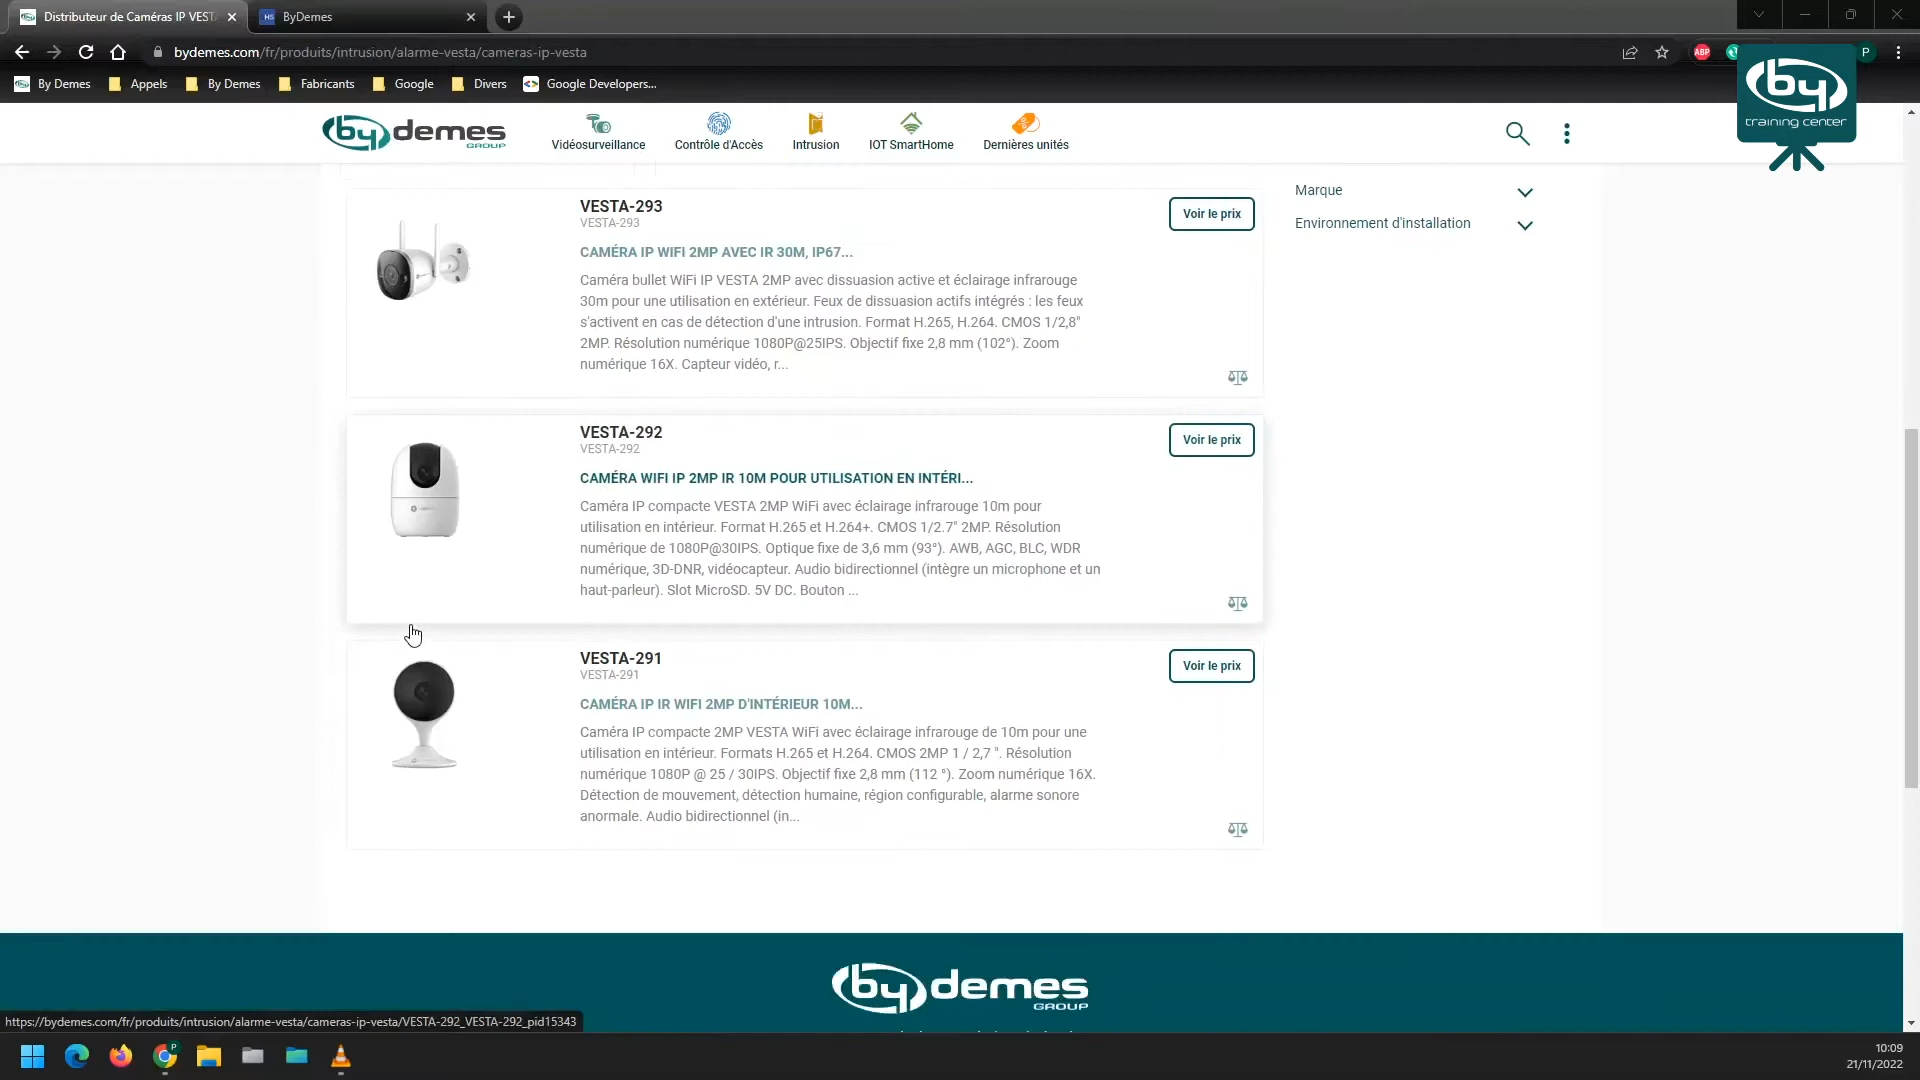 Distributeur de Caméras IP VEST
ByDemes
bydemes.com/fr/produits/intrusion/alarme-vesta/cameras-ip-vesta
ABP
P
By Demes
Appels
By Demes
Fabricants
Google
Divers
Google Developers...
by
training center
by demes
GROUP
Vidéosurveillance
Contrôle d'Accès
Intrusion
IOT SmartHome
Dernières unités
VESTA-293
VESTA-293
Voir le prix
CAMÉRA IP WIFI 2MP AVEC IR 30M, IP67...
Caméra bullet WiFi IP VESTA 2MP avec dissuasion active et éclairage infrarouge
30m pour une utilisation en extérieur. Feux de dissuasion actifs intégrés : les feux
s'activent en cas de détection d'une intrusion. Format H.265, H.264. CMOS 1/2,8"
2MP. Résolution numérique 1080P@25IPS. Objectif fixe 2,8 mm (102°). Zoom
numérique 16X. Capteur vidéo, r...
Marque
Environnement d'installation
VESTA-292
VESTA-292
Voir le prix
CAMÉRA WIFI IP 2MP IR 10M POUR UTILISATION EN INTÉRI...
Caméra IP compacte VESTA 2MP WiFi avec éclairage infrarouge 10m pour
utilisation en intérieur. Format H.265 et H.264+. CMOS 1/2.7" 2MP. Résolution
numérique de 1080P@30IPS. Optique fixe de 3,6 mm (93°). AWB, AGC, BLC, WDR
numérique, 3D-DNR, vidéocapteur. Audio bidirectionnel (intègre un microphone et un
haut-parleur). Slot MicroSD. 5V DC. Bouton ...
VESTA-291
VESTA-291
Voir le prix
CAMÉRA IP IR WIFI 2MP D'INTÉRIEUR 10M...
Caméra IP compacte 2MP VESTA WiFi avec éclairage infrarouge de 10m pour une
utilisation en intérieur. Formats H.265 et H.264. CMOS 2MP 1 / 2,7 ". Résolution
numérique 1080P @ 25 / 30IPS. Objectif fixe 2,8 mm (112 °). Zoom numérique 16X.
Détection de mouvement, détection humaine, région configurable, alarme sonore
anormale. Audio bidirectionnel (in...
by demes
GROUP
https://bydemes.com/fr/produits/intrusion/alarme-vesta/cameras-ip-vesta/VESTA-292_VESTA-292_pid15343
P
10:09
21/11/2022